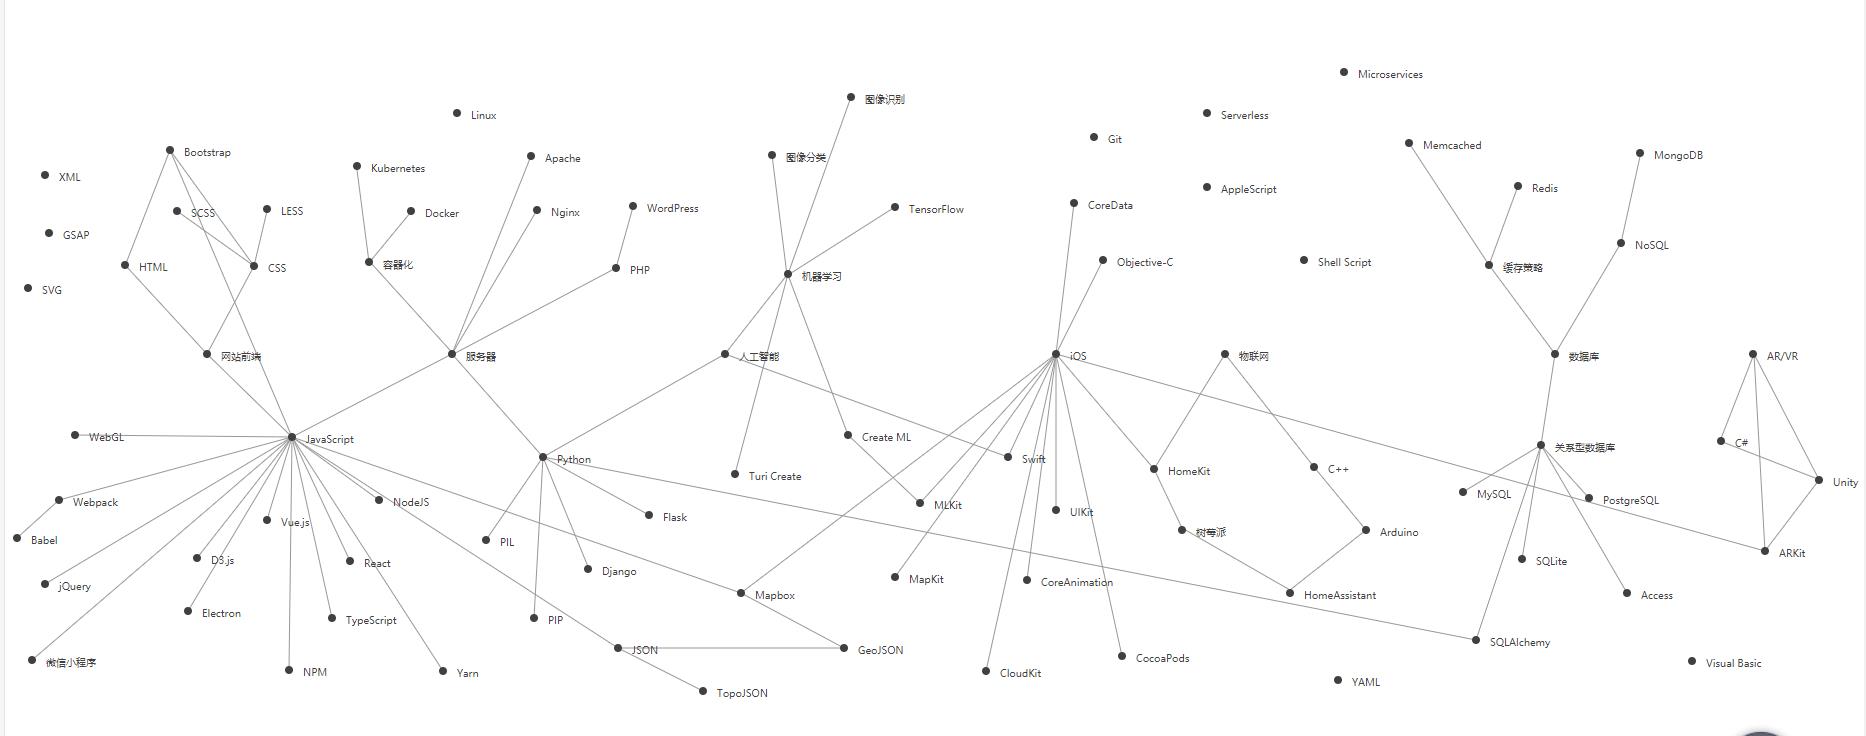 Microservices
图像识别
Linux
Serverless
Git
Memcached
Bootstrap
MongoDB
图像分类
Apache
Kubernetes
XML
Redis
AppleScript
CoreData
WordPress
TensorFlow
LESS
SCSS
Nginx
Docker
GSAP
NoSQL
Objective-C
Shell Script
容器化
HTML
CSS
缓存策略
PHP
机器学习
SVG
网站前端
服务器
人工智能
iOS
物联网
数据库
AR/VR
WebGL
JavaScript
Create ML
C#
关系型数据库
Python
Swift
C++
HomeKit
Turi Create
Unity
MySQL
PostgreSQL
Webpack
NodeJS
MLKit
UIKit
Flask
Vue.js
树莓派
Arduino
Babel
PIL
ARKit
D3.js
React
SQLite
Django
MapKit
CoreAnimation
jQuery
Mapbox
HomeAssistant
Access
Electron
TypeScript
PIP
SQLAlchemy
JSON
GeoJSON
CocoaPods
微信小程序
Visual Basic
NPM
Yarn
CloudKit
YAML
TopoJSON